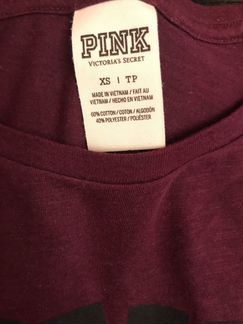 PINK
VICTORIA'S SECRET
XS | TP
MADE IN VIETNAM / FAIT AU
VIETNAM / HECHO EN VIETNAM
60% COTTON / COTON / ALGODÓN
40% POLYESTER / POLIÉSTER